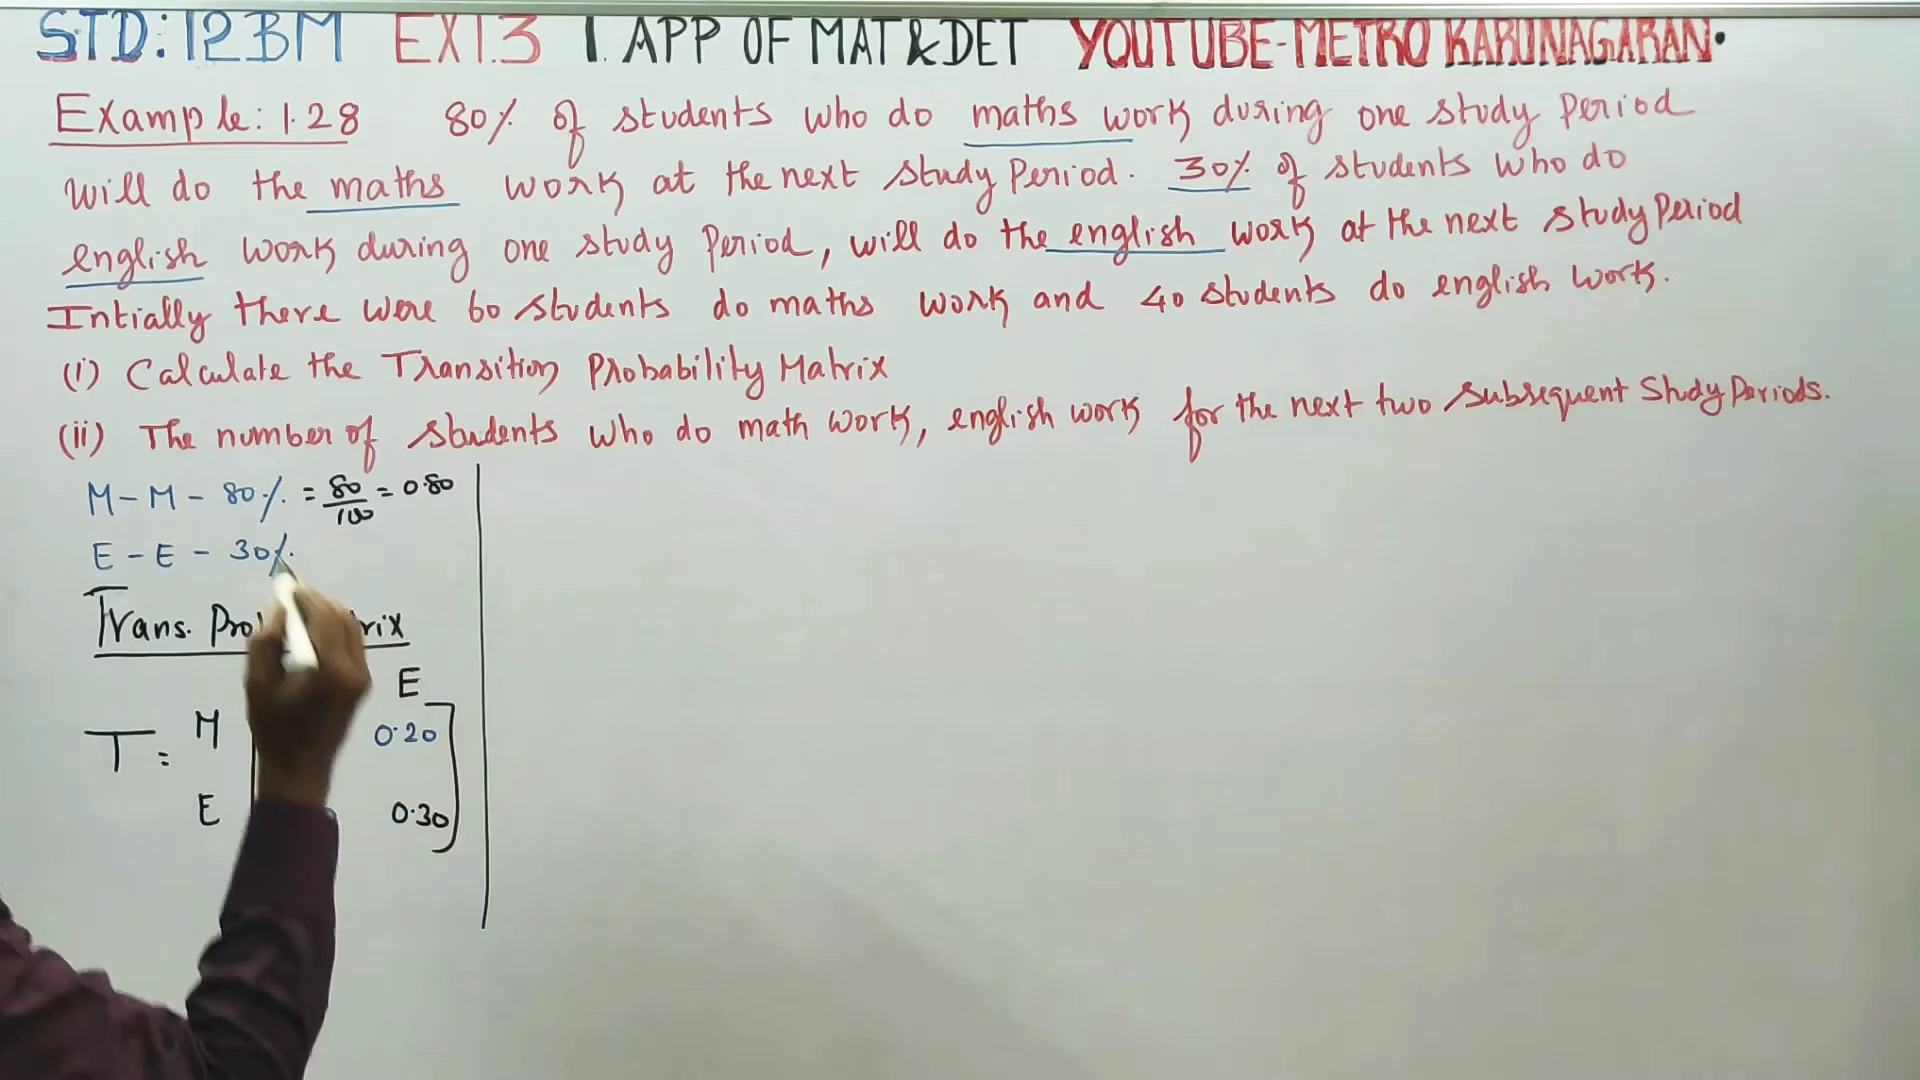 STD:12BM EX1.3 1. APP OF MAT&DET YOUTUBE-METRO KARUNAGARAN.
Example: 1.28 80% of students who do maths work during one study Period
will do the maths work at the next study Period. 30% of students who do
english work during one study Period, will do the english work at the next study Period
Intially there were 60 students do maths work and 40 students do english work.
(i) Calculate the Transition Probability Matrix
(ii) The number of students who do math work, english work for the next two subsequent Study Periods.
M - M - 80% = 80/100 = 0.80
E - E - 30%
Trans.
E
T = M 0.20
E 0.30